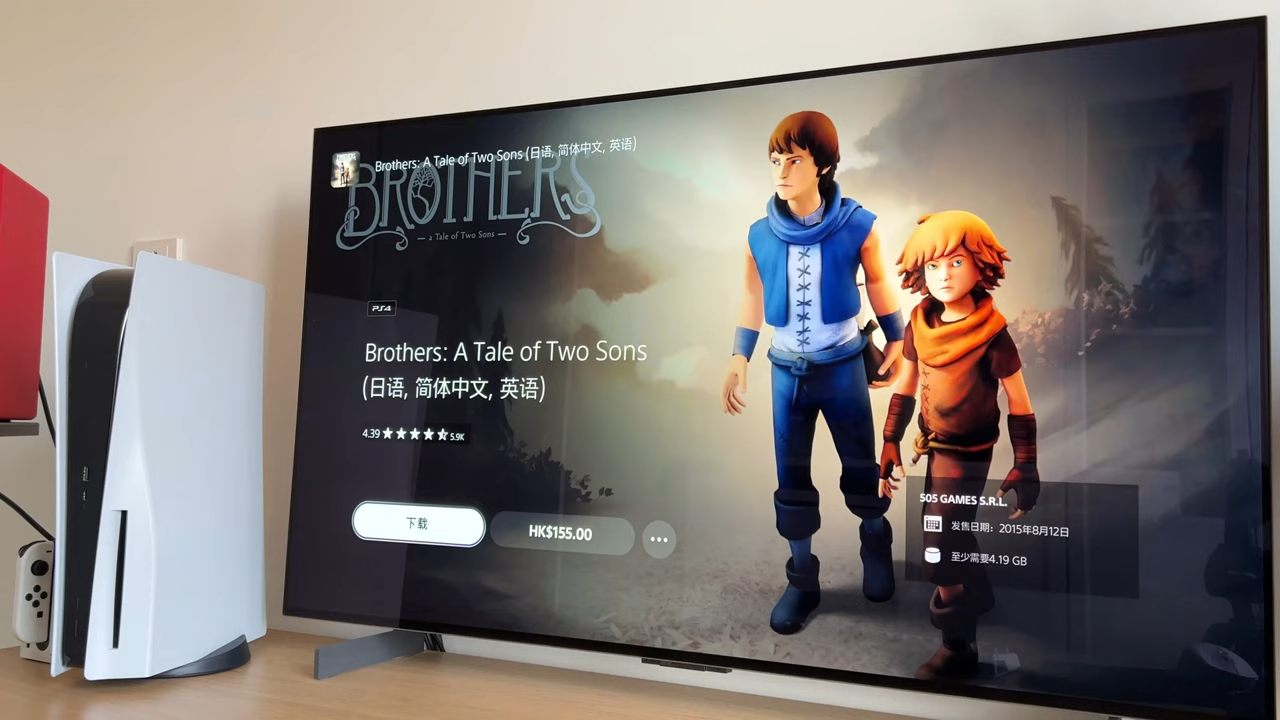 Brothers: A Tale of Two Sons (日语, 简体中文, 英语)
BROTHERS
a Tale of Two Sons
PS4
Brothers: A Tale of Two Sons
(日语, 简体中文, 英语)
4.39 5.9K
下载
HK$155.00
505 GAMES S.R.L.
发售日期: 2015年8月12日
至少需要4.19 GB